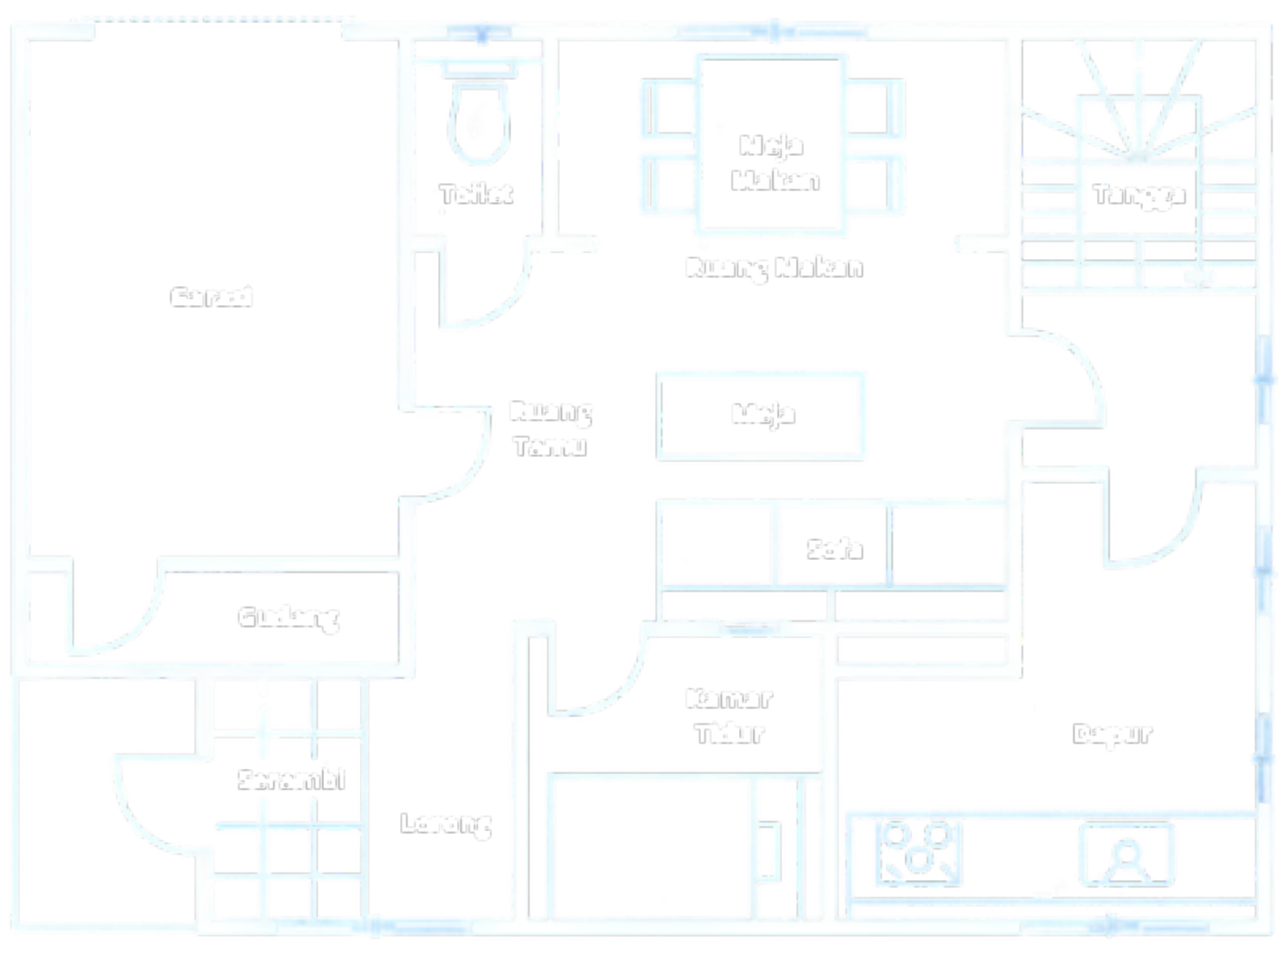 Meja
Makan
Toilet
Tangga
Ruang Makan
Garasi
Ruang
Tamu
Meja
Sofa
Gudang
Kamar
Tidur
Dapur
Serambi
Lorong